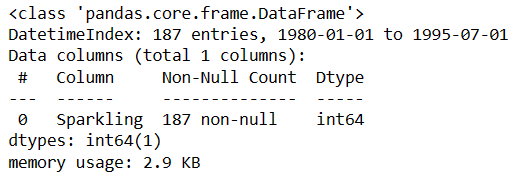 <class 'pandas.core.frame.DataFrame'>
DatetimeIndex: 187 entries, 1980-01-01 to 1995-07-01
Data columns (total 1 columns):
 #   Column     Non-Null Count  Dtype
---  ------     --------------  -----
 0   Sparkling  187 non-null    int64
dtypes: int64(1)
memory usage: 2.9 KB